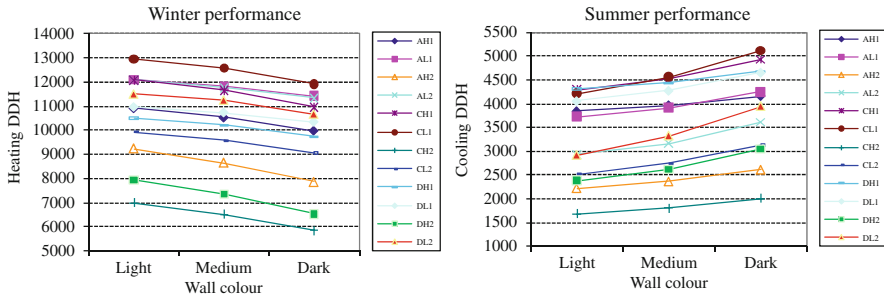 Winter performance
Heating DDH
14000
13000
12000
11000
10000
9000
8000
7000
6000
5000
Light Medium Dark
Wall colour
AH1
AL1
AH2
AL2
CH1
CL1
CH2
CL2
DH1
DL1
DH2
DL2
Summer performance
Cooling DDH
5500
5000
4500
4000
3500
3000
2500
2000
1500
1000
Light Medium Dark
Wall colour
AH1
AL1
AH2
AL2
CH1
CL1
CH2
CL2
DH1
DL1
DH2
DL2